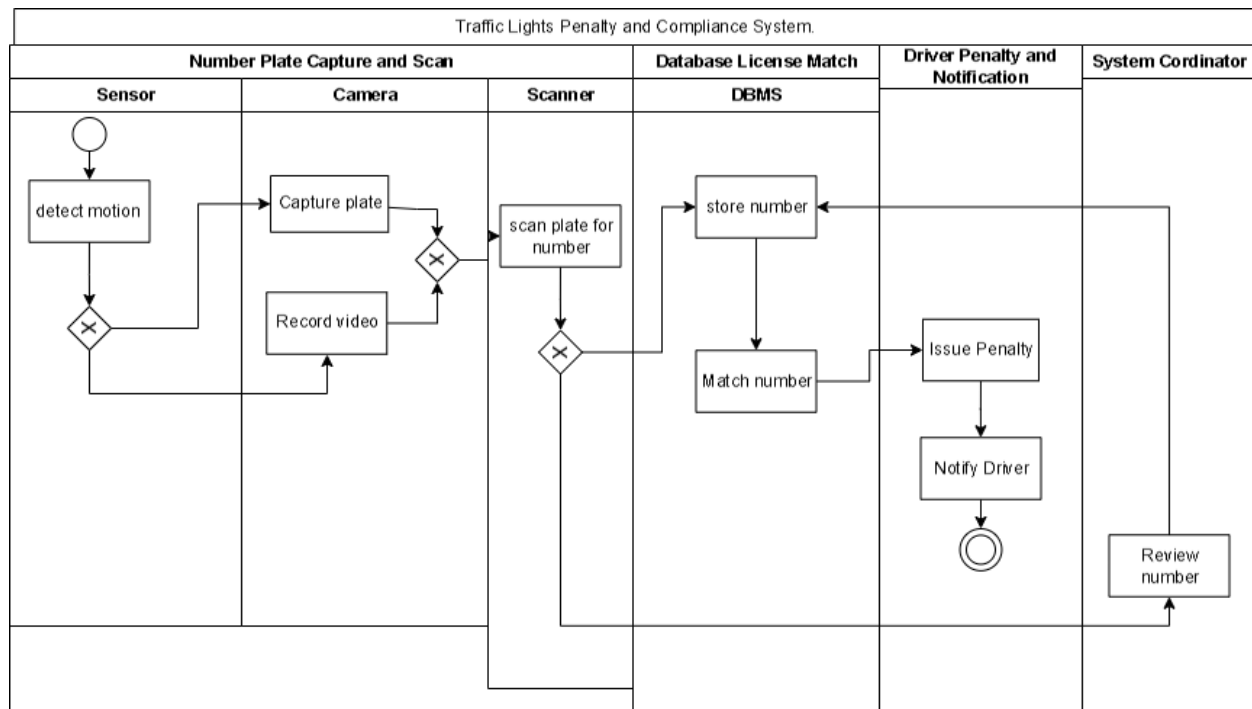 Traffic Lights Penalty and Compliance System.
Number Plate Capture and Scan
Database License Match
Driver Penalty and
Notification
System Cordinator
Sensor
Camera
Scanner
DBMS
detect motion
Capture plate
scan plate for
number
store number
Record video
Match number
Issue Penalty
Notify Driver
Review
number